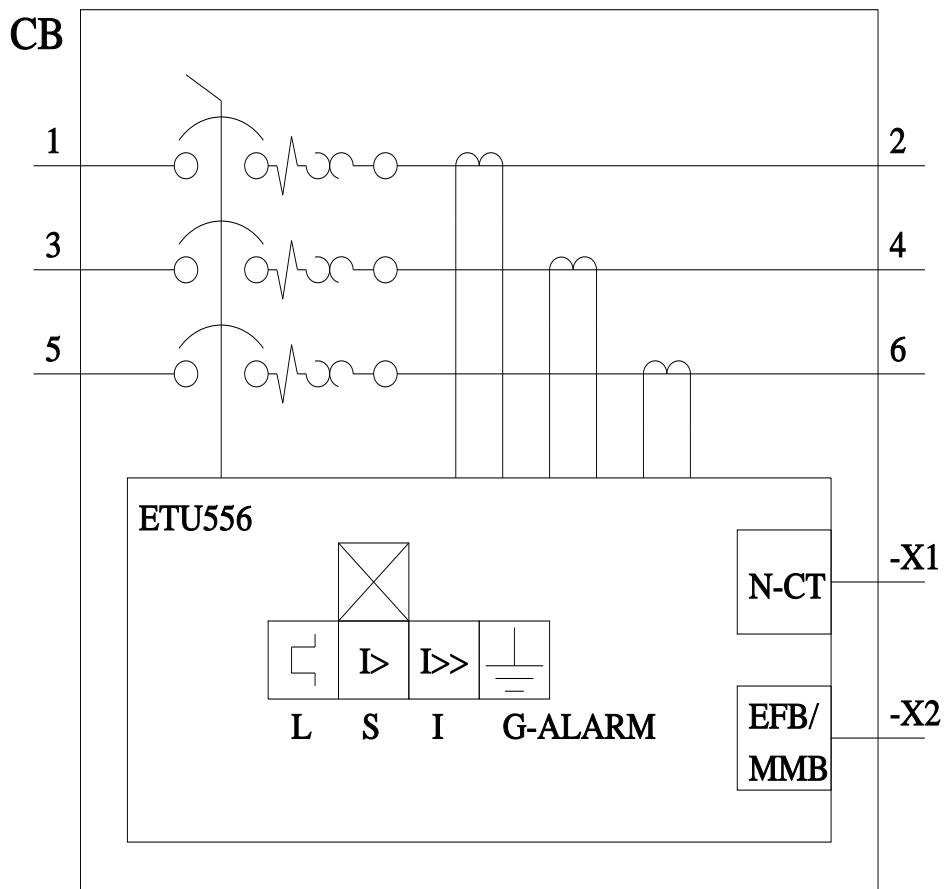 CB
1 2
3 4
5 6
ETU556
N-CT -X1
I> I>>
L S I G-ALARM
EFB/ -X2
MMB